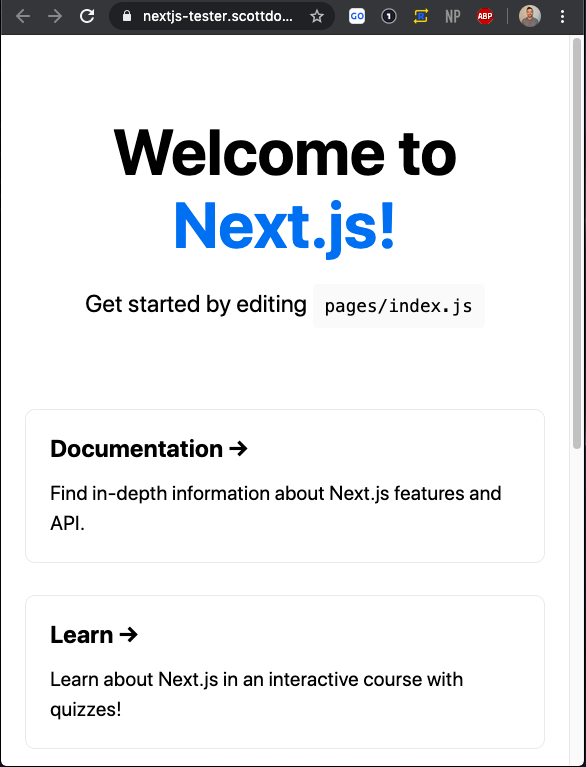 nextjs-tester.scottdo...
GO
1
NP
ABP
Welcome to
Next.js!
Get started by editing pages/index.js
Documentation →
Find in-depth information about Next.js features and
API.
Learn →
Learn about Next.js in an interactive course with
quizzes!